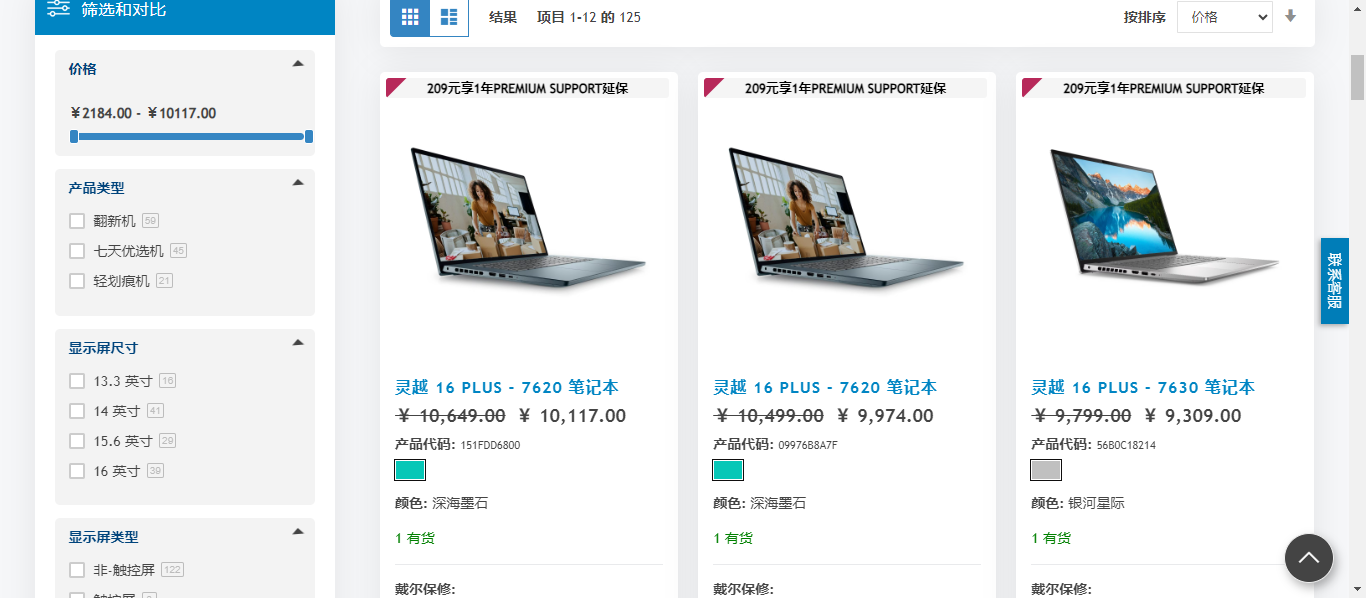 筛选和对比
价格
￥2184.00 - ￥10117.00
产品类型
翻新机 59
七天优选机 45
轻划痕机 21
显示屏尺寸
13.3 英寸 16
14 英寸 41
15.6 英寸 29
16 英寸 39
显示屏类型
非-触控屏 122
触控屏 3
结果 项目 1-12 的 125
按排序 价格
209元享1年PREMIUM SUPPORT延保
灵越 16 PLUS - 7620 笔记本
￥ 10,649.00 ￥ 10,117.00
产品代码: 151FDD6800
颜色: 深海墨石
1 有货
戴尔保修:
209元享1年PREMIUM SUPPORT延保
灵越 16 PLUS - 7620 笔记本
￥ 10,499.00 ￥ 9,974.00
产品代码: 09976B8A7F
颜色: 深海墨石
1 有货
戴尔保修:
209元享1年PREMIUM SUPPORT延保
灵越 16 PLUS - 7630 笔记本
￥ 9,799.00 ￥ 9,309.00
产品代码: 56B0C18214
颜色: 银河星际
1 有货
戴尔保修:
联系客服